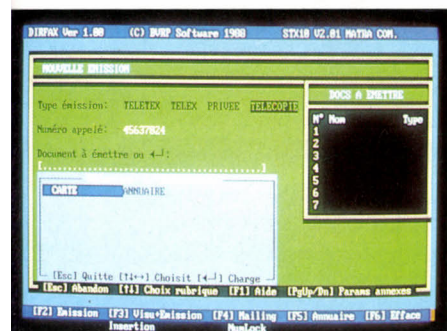 DIRFAX Ver 1.00 (C) BVRP Software 1988 STX10 V2.01 MATRA COM.
NOUVELLE EMISSION
Type émission: TELETEX TELEX PRIVEE TELECOPIE
Numéro appelé: 45637024
Document à émettre ou ◄┘:
[..............................................]
DOCS A EMETTRE
N° Nom Type
1
2
3
4
5
6
7
CARTE ANNUAIRE
[Esc] Quitte [↑↓↔] Choisit [◄┘] Charge
[Esc] Abandon [↑↓] Choix rubrique [F1] Aide [PgUp/Dn] Params annexes
[F2] Emission [F3] Visu+Emission [F4] Mailing [F5] Annuaire [F6] Efface
Insertion NumLock